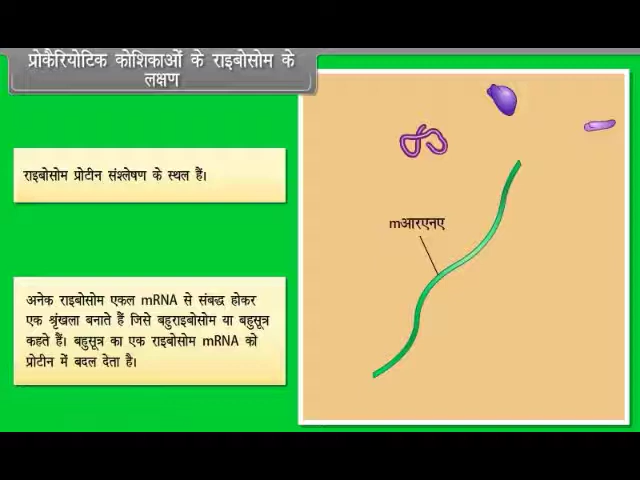 प्रोकैरियोटिक कोशिकाओं के राइबोसोम के
लक्षण
राइबोसोम प्रोटीन संश्लेषण के स्थल हैं।
mआरएनए
अनेक राइबोसोम एकल mRNA से संबद्ध होकर
एक श्रृंखला बनाते हैं जिसे बहुराइबोसोम या बहुसूत्र
कहते हैं। बहुसूत्र का एक राइबोसोम mRNA को
प्रोटीन में बदल देता है।